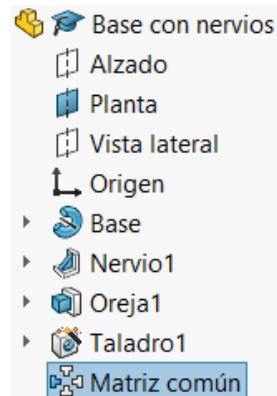 Base con nervios
Alzado
Planta
Vista lateral
Origen
Base
Nervio1
Oreja1
Taladro1
Matriz común